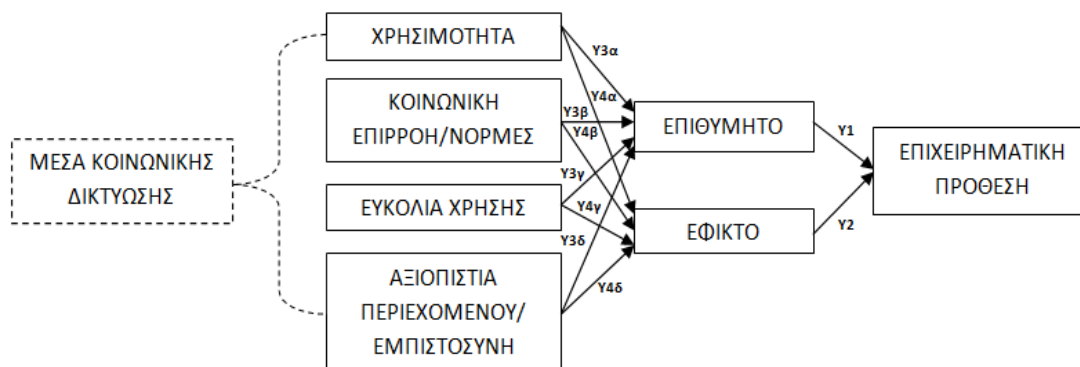 ΜΕΣΑ ΚΟΙΝΩΝΙΚΗΣ
ΔΙΚΤΥΩΣΗΣ
ΧΡΗΣΙΜΟΤΗΤΑ
ΚΟΙΝΩΝΙΚΗ
ΕΠΙΡΡΟΗ/ΝΟΡΜΕΣ
ΕΥΚΟΛΙΑ ΧΡΗΣΗΣ
ΑΞΙΟΠΙΣΤΙΑ
ΠΕΡΙΕΧΟΜΕΝΟΥ/
ΕΜΠΙΣΤΟΣΥΝΗ
Υ3α
Υ4α
Υ3β
Υ4β
Υ3γ
Υ4γ
Υ3δ
Υ4δ
ΕΠΙΘΥΜΗΤΟ
ΕΦΙΚΤΟ
Υ1
Υ2
ΕΠΙΧΕΙΡΗΜΑΤΙΚΗ
ΠΡΟΘΕΣΗ